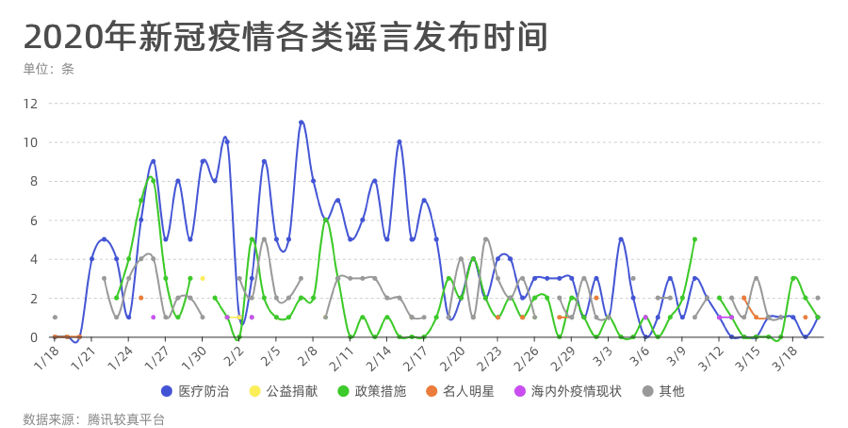 2020年新冠疫情各类谣言发布时间
单位：条
12
10
8
6
4
2
0
1/18 1/21 1/24 1/27 1/30 2/2 2/5 2/8 2/11 2/14 2/17 2/20 2/23 2/26 2/29 3/3 3/6 3/9 3/12 3/15 3/18
医疗防治 公益捐献 政策措施 名人明星 海内外疫情现状 其他
数据来源：腾讯较真平台